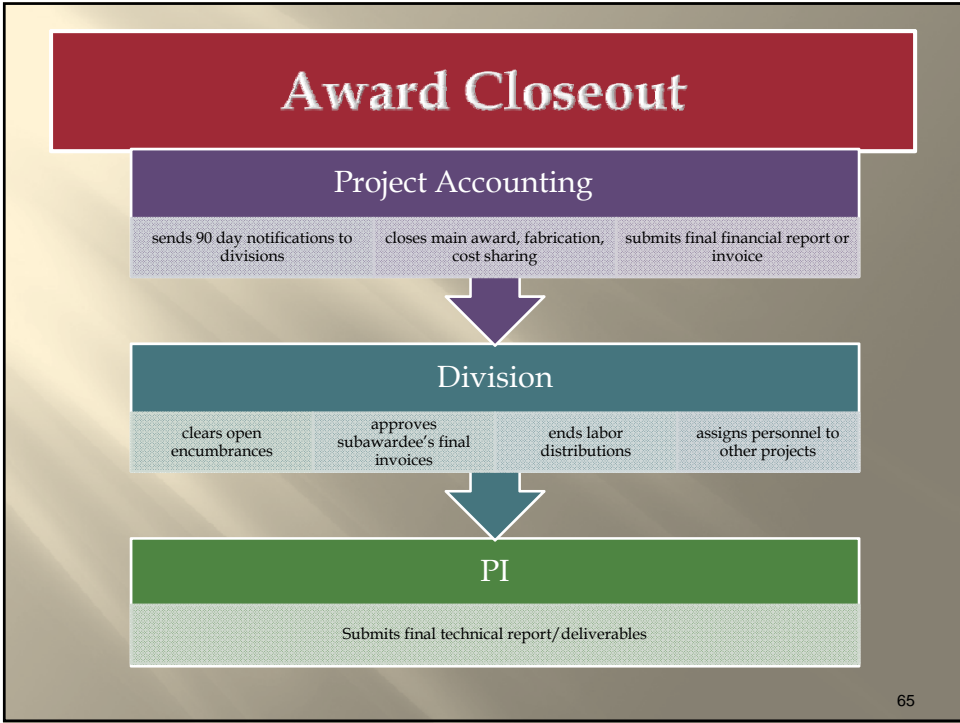 Award Closeout
Project Accounting
sends 90 day notifications to
divisions
closes main award, fabrication,
cost sharing
submits final financial report or
invoice
Division
clears open
encumbrances
approves
subawardee’s final
invoices
ends labor
distributions
assigns personnel to
other projects
PI
Submits final technical report/deliverables
65